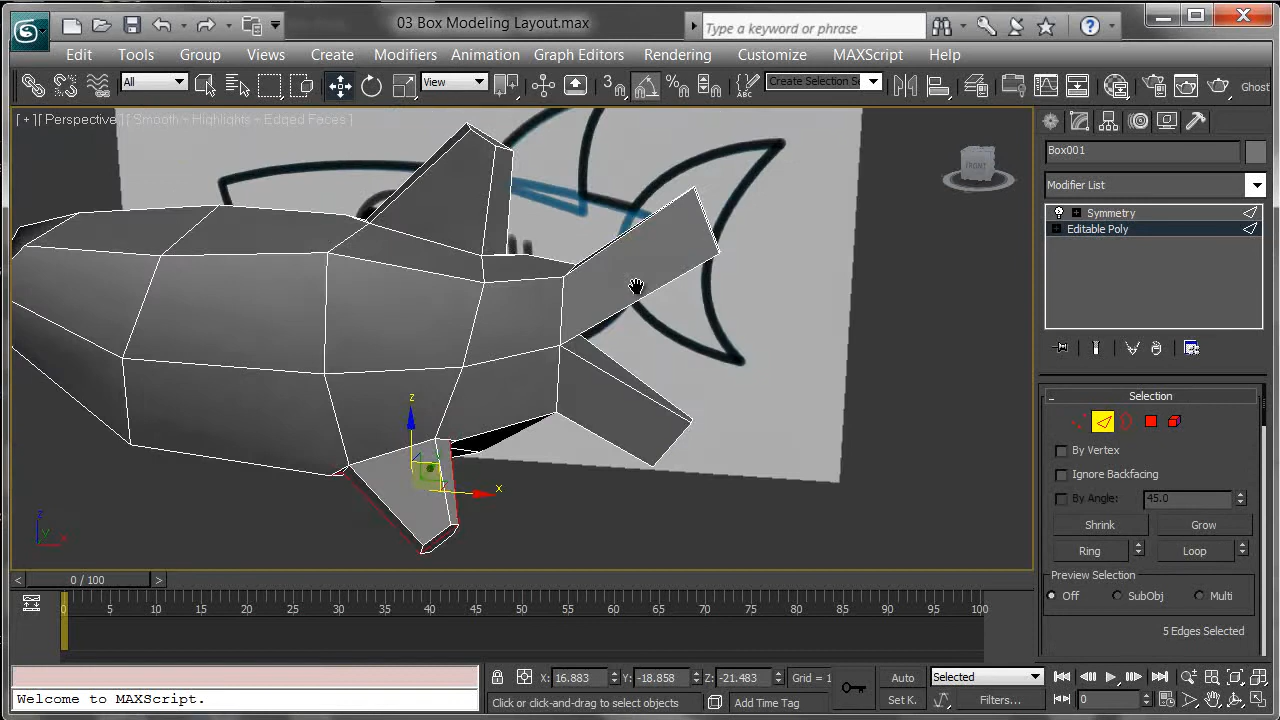 03 Box Modeling Layout.max
Type a keyword or phrase
Edit Tools Group Views Create Modifiers Animation Graph Editors Rendering Customize MAXScript Help
All
View
3
ABC
Create Selection Se
Ghost
[ + ] [ Perspective ] [ Smooth + Highlights + Edged Faces ]
FRONT
z
x
z
y
x
Box001
Modifier List
Symmetry
Editable Poly
Selection
By Vertex
Ignore Backfacing
By Angle: 45.0
Shrink Grow
Ring Loop
Preview Selection
Off SubObj Multi
5 Edges Selected
< 0 / 100 >
0 5 10 15 20 25 30 35 40 45 50 55 60 65 70 75 80 85 90 95 100
X: 16.883 Y: -18.858 Z: -21.483 Grid = 1
Auto Selected
Welcome to MAXScript.
Click or click-and-drag to select objects
Add Time Tag
Set K. Filters...
0